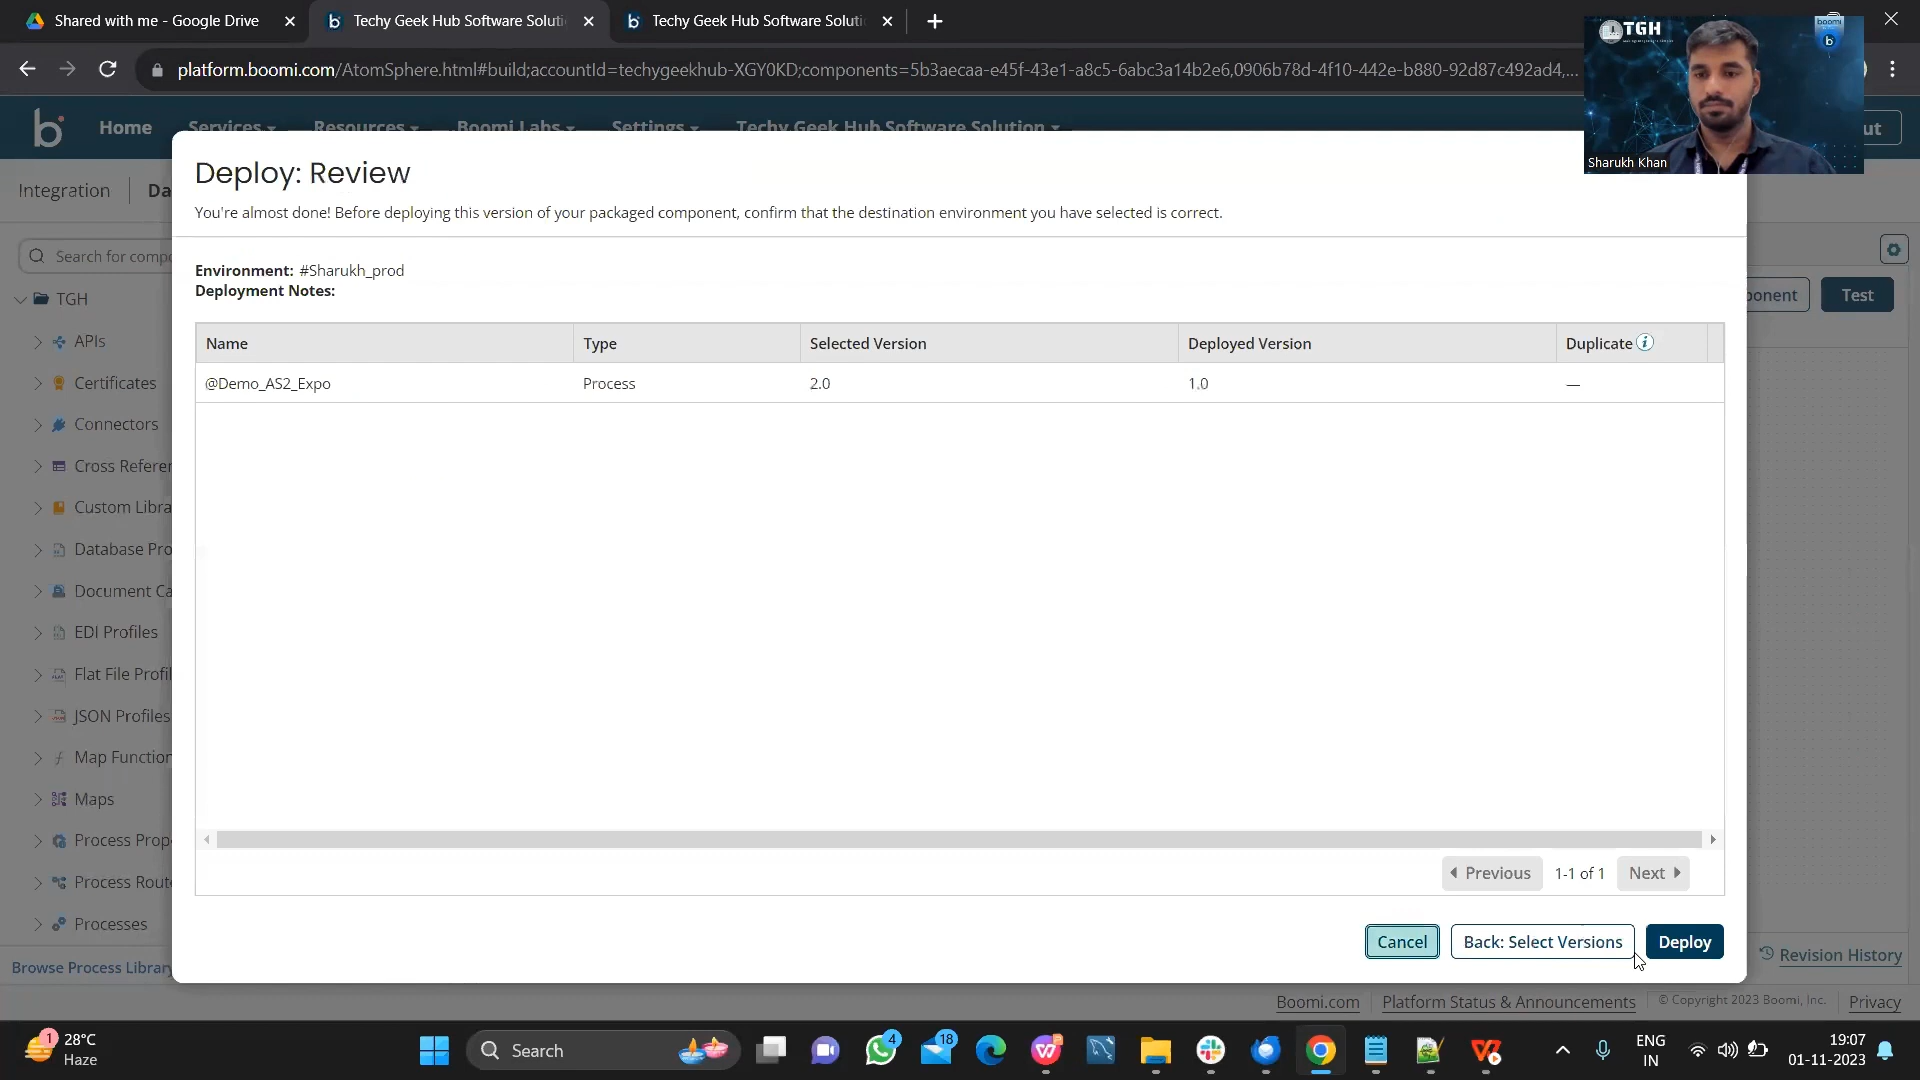 Shared with me - Google Drive
Techy Geek Hub Software Soluti
Techy Geek Hub Software Soluti
platform.boomi.com/AtomSphere.html#build;accountId=techygeekhub-XGY0KD;components=5b3aecaa-e45f-43e1-a8c5-6abc3a14b2e6,0906b78d-4f10-442e-b880-92d87c492ad4,...
TGH
boomi
b
Sharukh Khan
b
Home
Services
Resources
Boomi Labs
Settings
Techy Geek Hub Software Solution
ut
Integration
Da
Search for compo
TGH
APIs
Certificates
Connectors
Cross Referen
Custom Libra
Database Pro
Document Ca
EDI Profiles
Flat File Profil
JSON Profiles
Map Function
Maps
Process Prop
Process Route
Processes
Browse Process Library
Deploy: Review
You're almost done! Before deploying this version of your packaged component, confirm that the destination environment you have selected is correct.
Environment: #Sharukh_prod
Deployment Notes:
Name Type Selected Version Deployed Version Duplicate
@Demo_AS2_Expo Process 2.0 1.0 —
Previous 1-1 of 1 Next
Cancel Back: Select Versions Deploy
ponent
Test
Revision History
Boomi.com Platform Status & Announcements © Copyright 2023 Boomi, Inc. Privacy
1
28°C
Haze
Search
4
18
ENG
IN
19:07
01-11-2023